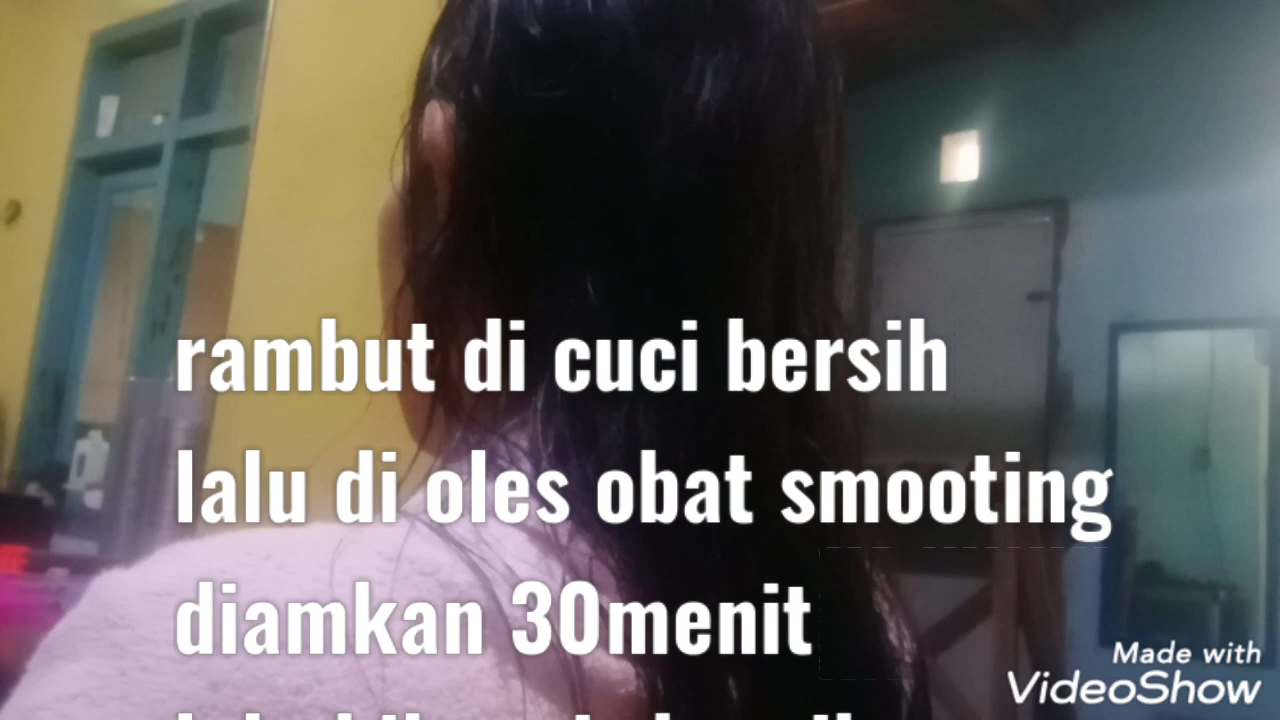 rambut di cuci bersih
lalu di oles obat smooting
diamkan 30menit
Made with
VideoShow